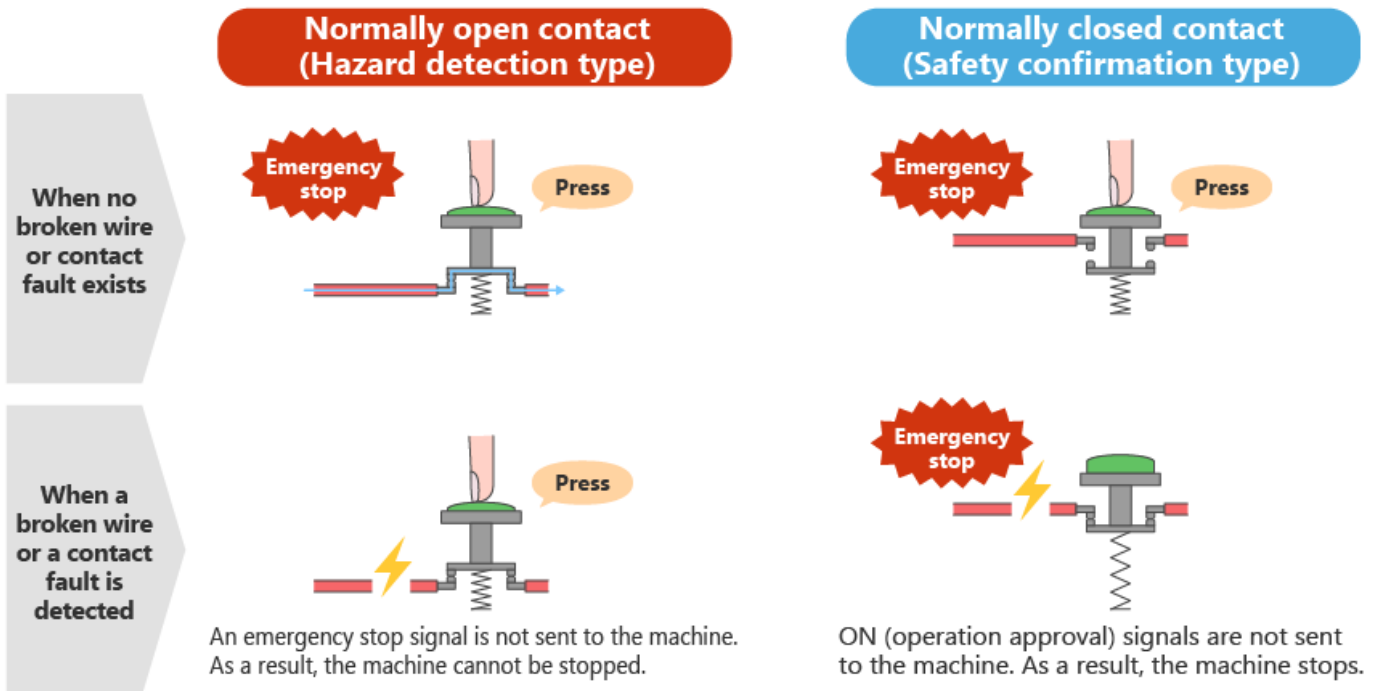 Normally open contact
(Hazard detection type)
Normally closed contact
(Safety confirmation type)
When no
broken wire
or contact
fault exists
Emergency
stop
Press
Emergency
stop
Press
When a
broken wire
or a contact
fault is
detected
Press
An emergency stop signal is not sent to the machine.
As a result, the machine cannot be stopped.
Emergency
stop
ON (operation approval) signals are not sent
to the machine. As a result, the machine stops.